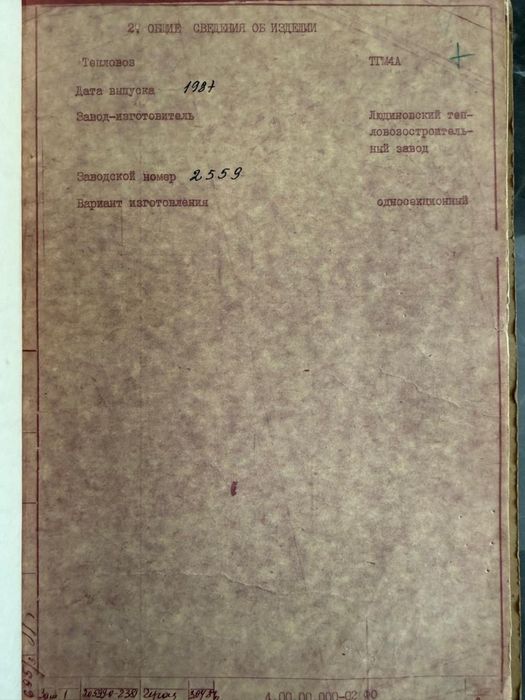 2. ОБЩИЕ СВЕДЕНИЯ ОБ ИЗДЕЛИИ
Тепловоз ТГМ4А
Дата выпуска 1987
Завод-изготовитель Людиновский теп-
ловозостроитель-
ный завод
Заводской номер 2559
Вариант изготовления односекционный
4.00.00.000-02 ФО